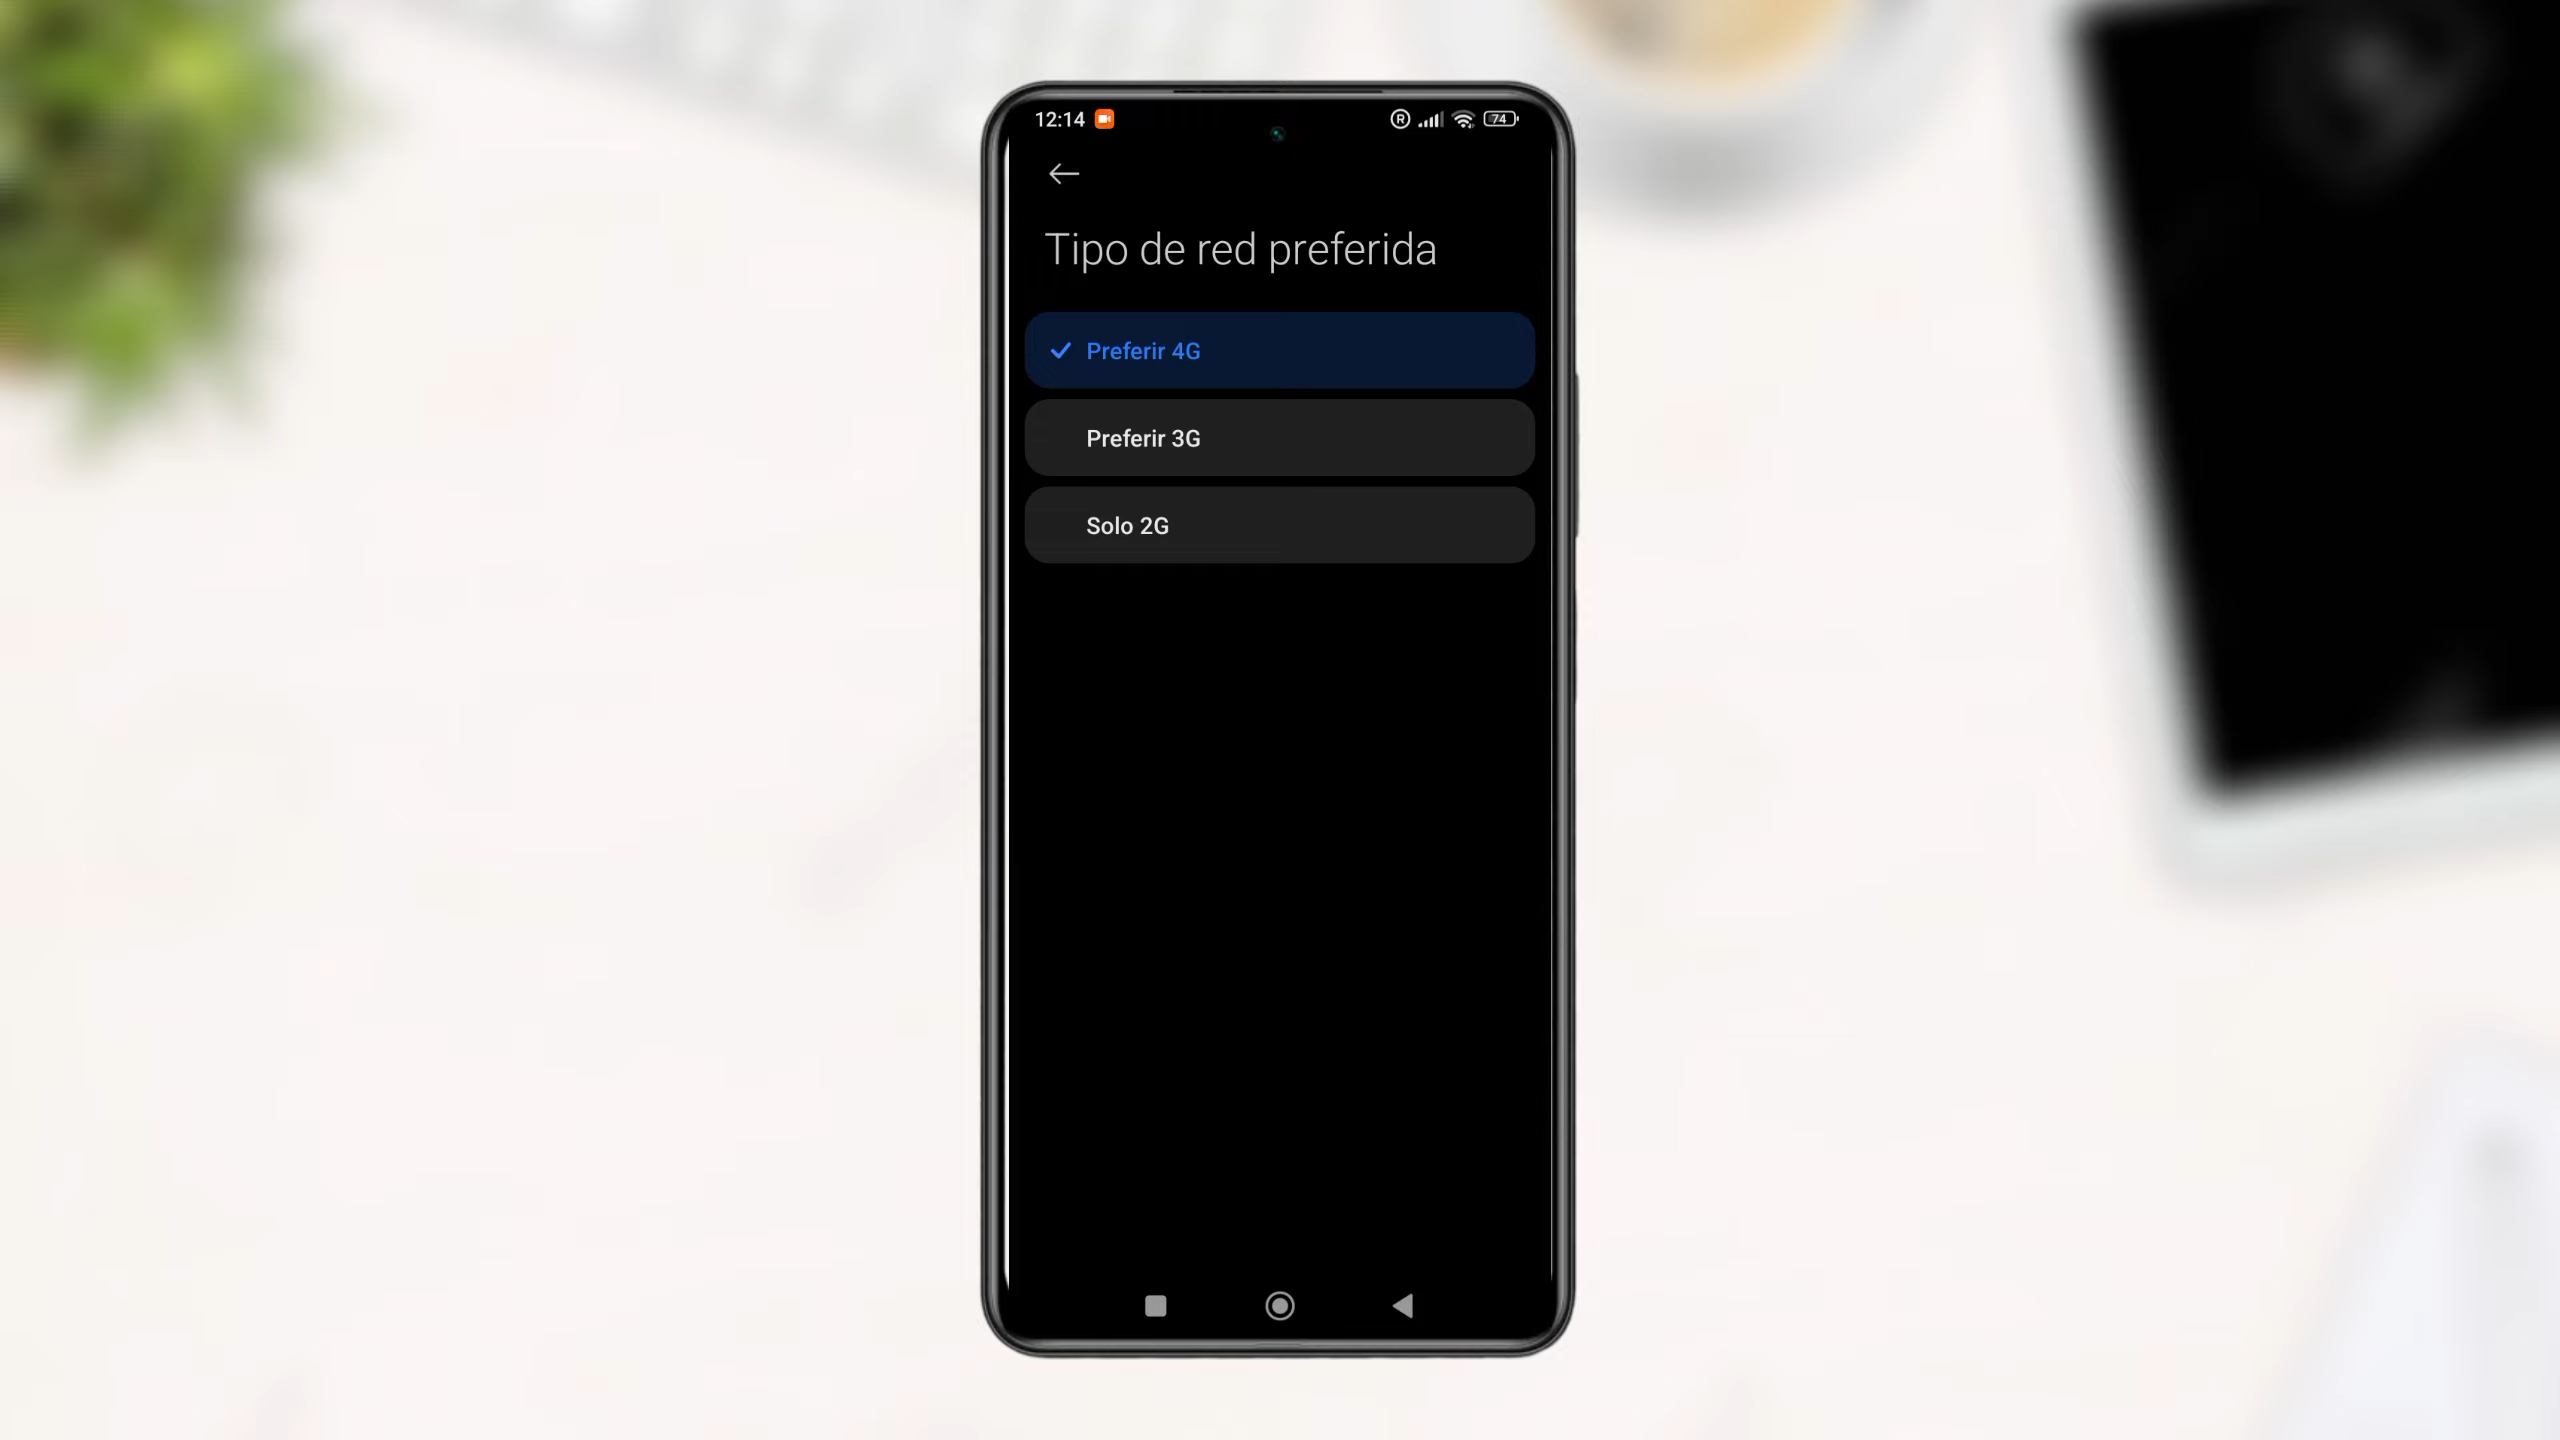 12:14
R
74
Tipo de red preferida
Preferir 4G
Preferir 3G
Solo 2G